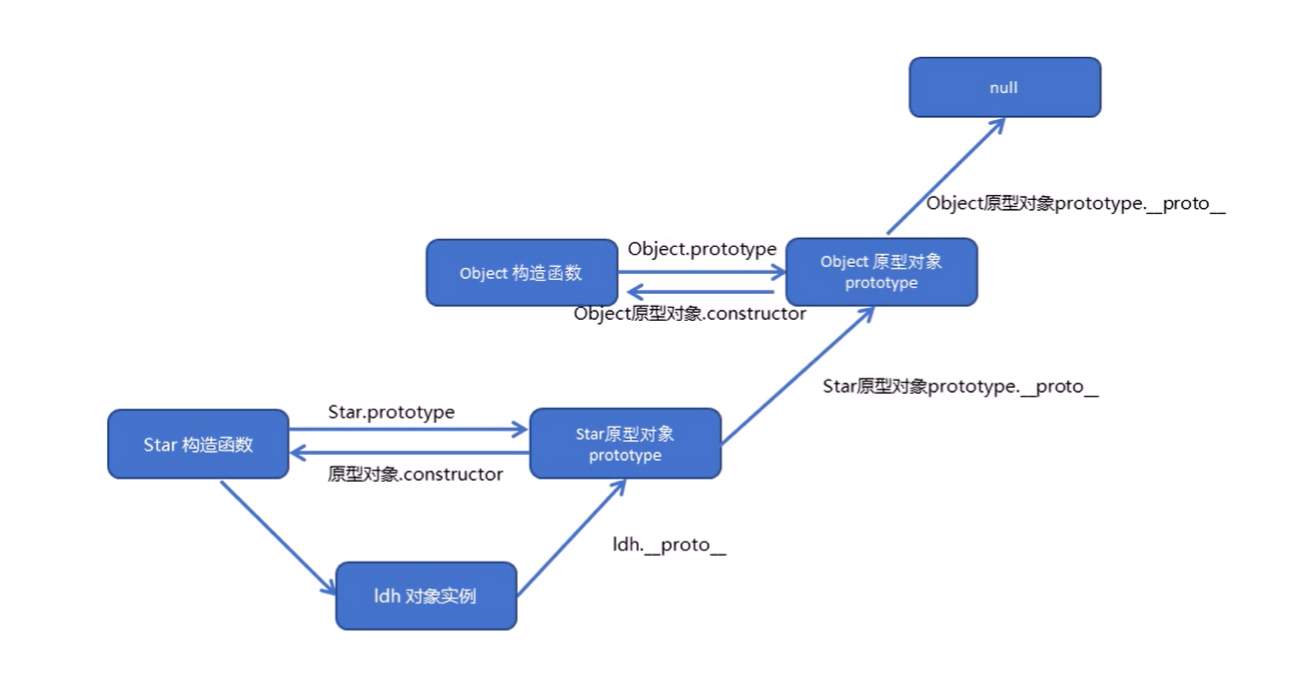 null
Object原型对象prototype.__proto__
Object 构造函数
Object.prototype
Object 原型对象
prototype
Object原型对象.constructor
Star原型对象prototype.__proto__
Star 构造函数
Star.prototype
Star原型对象
prototype
原型对象.constructor
ldh.__proto__
ldh 对象实例